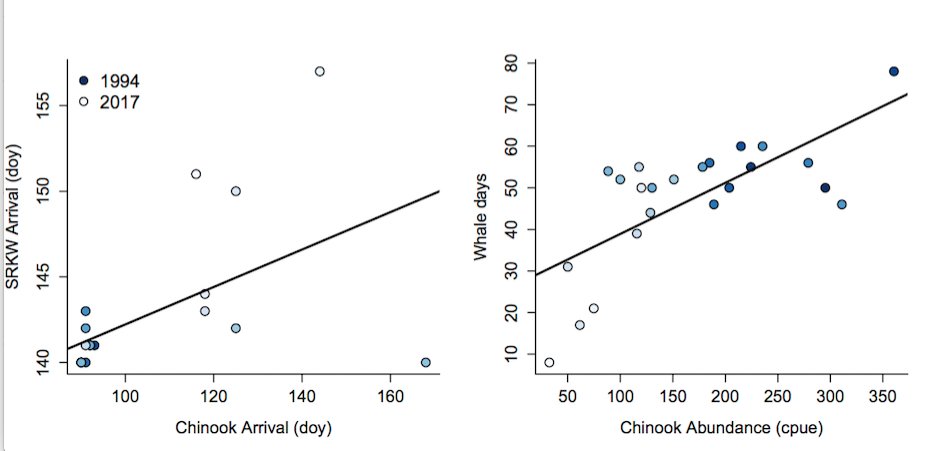 1994
2017
155
150
145
140
SRKW Arrival (doy)
100 120 140 160
Chinook Arrival (doy)
80
70
60
50
40
30
20
10
Whale days
50 100 150 200 250 300 350
Chinook Abundance (cpue)